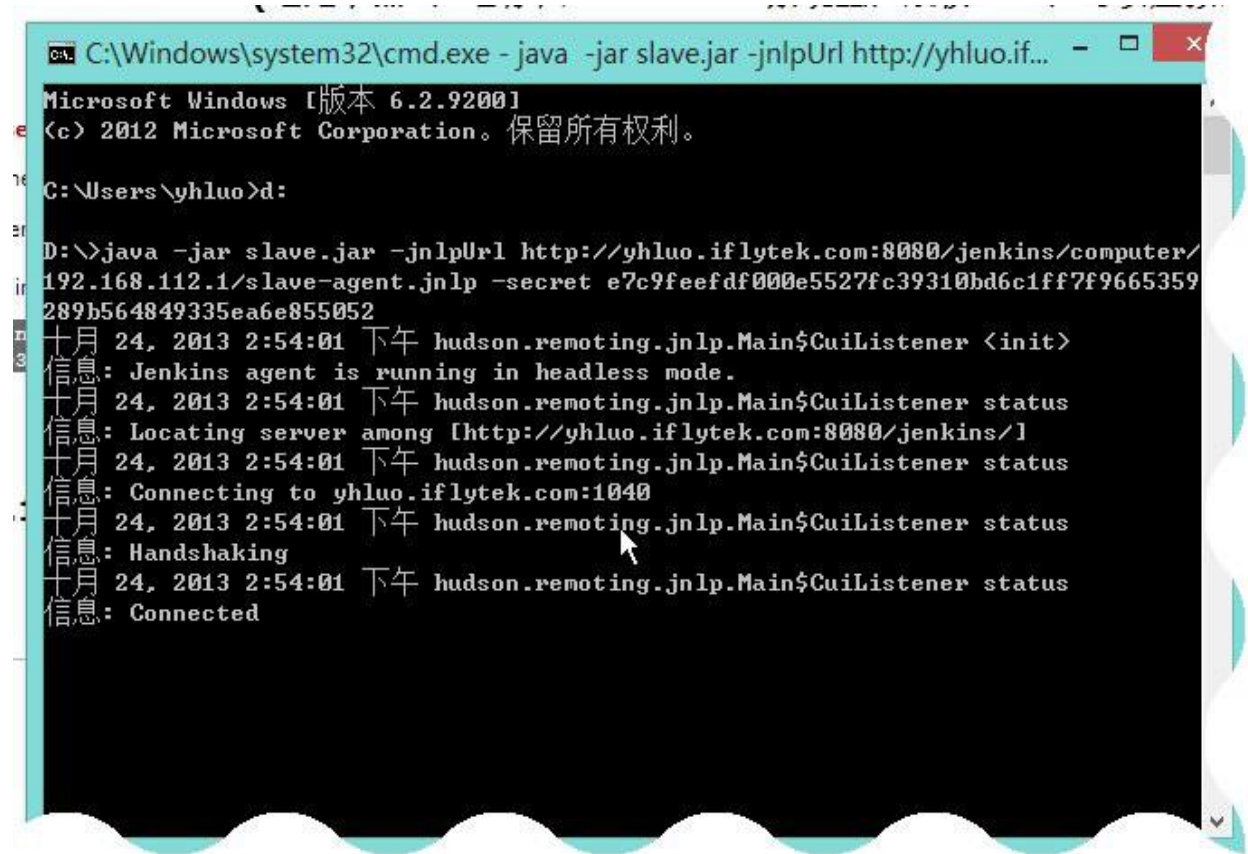 C:\Windows\system32\cmd.exe - java -jar slave.jar -jnlpUrl http://yhluo.if...
Microsoft Windows [版本 6.2.9200]
(c) 2012 Microsoft Corporation。保留所有权利。
C:\Users\yhluo>d:
D:\>java -jar slave.jar -jnlpUrl http://yhluo.iflytek.com:8080/jenkins/computer/
192.168.112.1/slave-agent.jnlp -secret e7c9feefdf000e5527fc39310bd6c1ff7f9665359
289b564849335ea6e855052
十月 24, 2013 2:54:01 下午 hudson.remoting.jnlp.Main$CuiListener <init>
信息: Jenkins agent is running in headless mode.
十月 24, 2013 2:54:01 下午 hudson.remoting.jnlp.Main$CuiListener status
信息: Locating server among [http://yhluo.iflytek.com:8080/jenkins/]
十月 24, 2013 2:54:01 下午 hudson.remoting.jnlp.Main$CuiListener status
信息: Connecting to yhluo.iflytek.com:1040
十月 24, 2013 2:54:01 下午 hudson.remoting.jnlp.Main$CuiListener status
信息: Handshaking
十月 24, 2013 2:54:01 下午 hudson.remoting.jnlp.Main$CuiListener status
信息: Connected